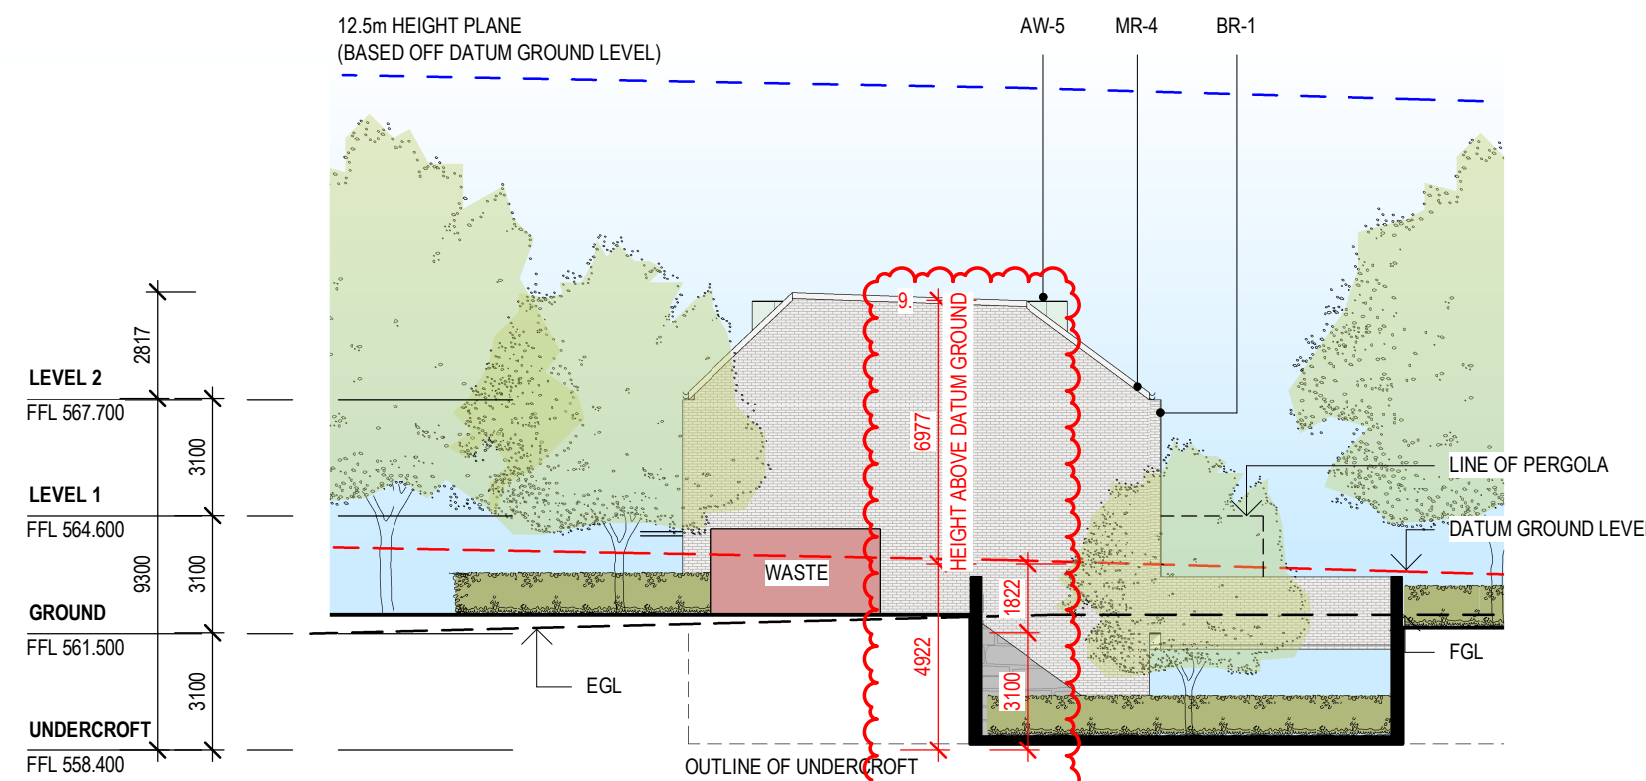 12.5m HEIGHT PLANE
(BASED OFF DATUM GROUND LEVEL)
AW-5
MR-4
BR-1
9.
HEIGHT ABOVE DATUM GROUND
6977
2817
LEVEL 2
FFL 567.700
3100
LEVEL 1
FFL 564.600
9300
3100
GROUND
FFL 561.500
3100
UNDERCROFT
FFL 558.400
LINE OF PERGOLA
DATUM GROUND LEVEL
WASTE
1822
4922
3100
EGL
FGL
OUTLINE OF UNDERCROFT